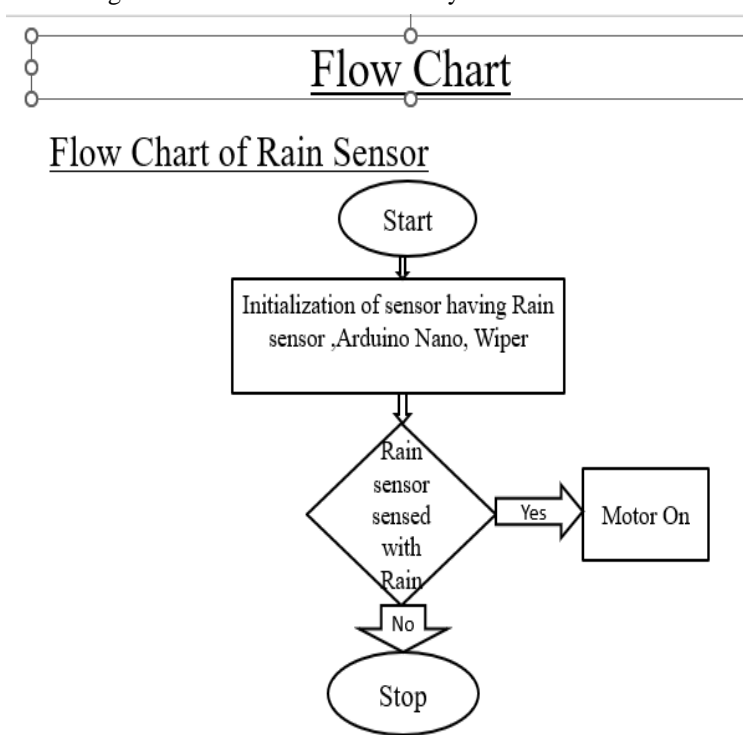 Flow Chart
Flow Chart of Rain Sensor
Start
Initialization of sensor having Rain
sensor ,Arduino Nano, Wiper
Rain
sensor
sensed
with
Rain
Yes
Motor On
No
Stop